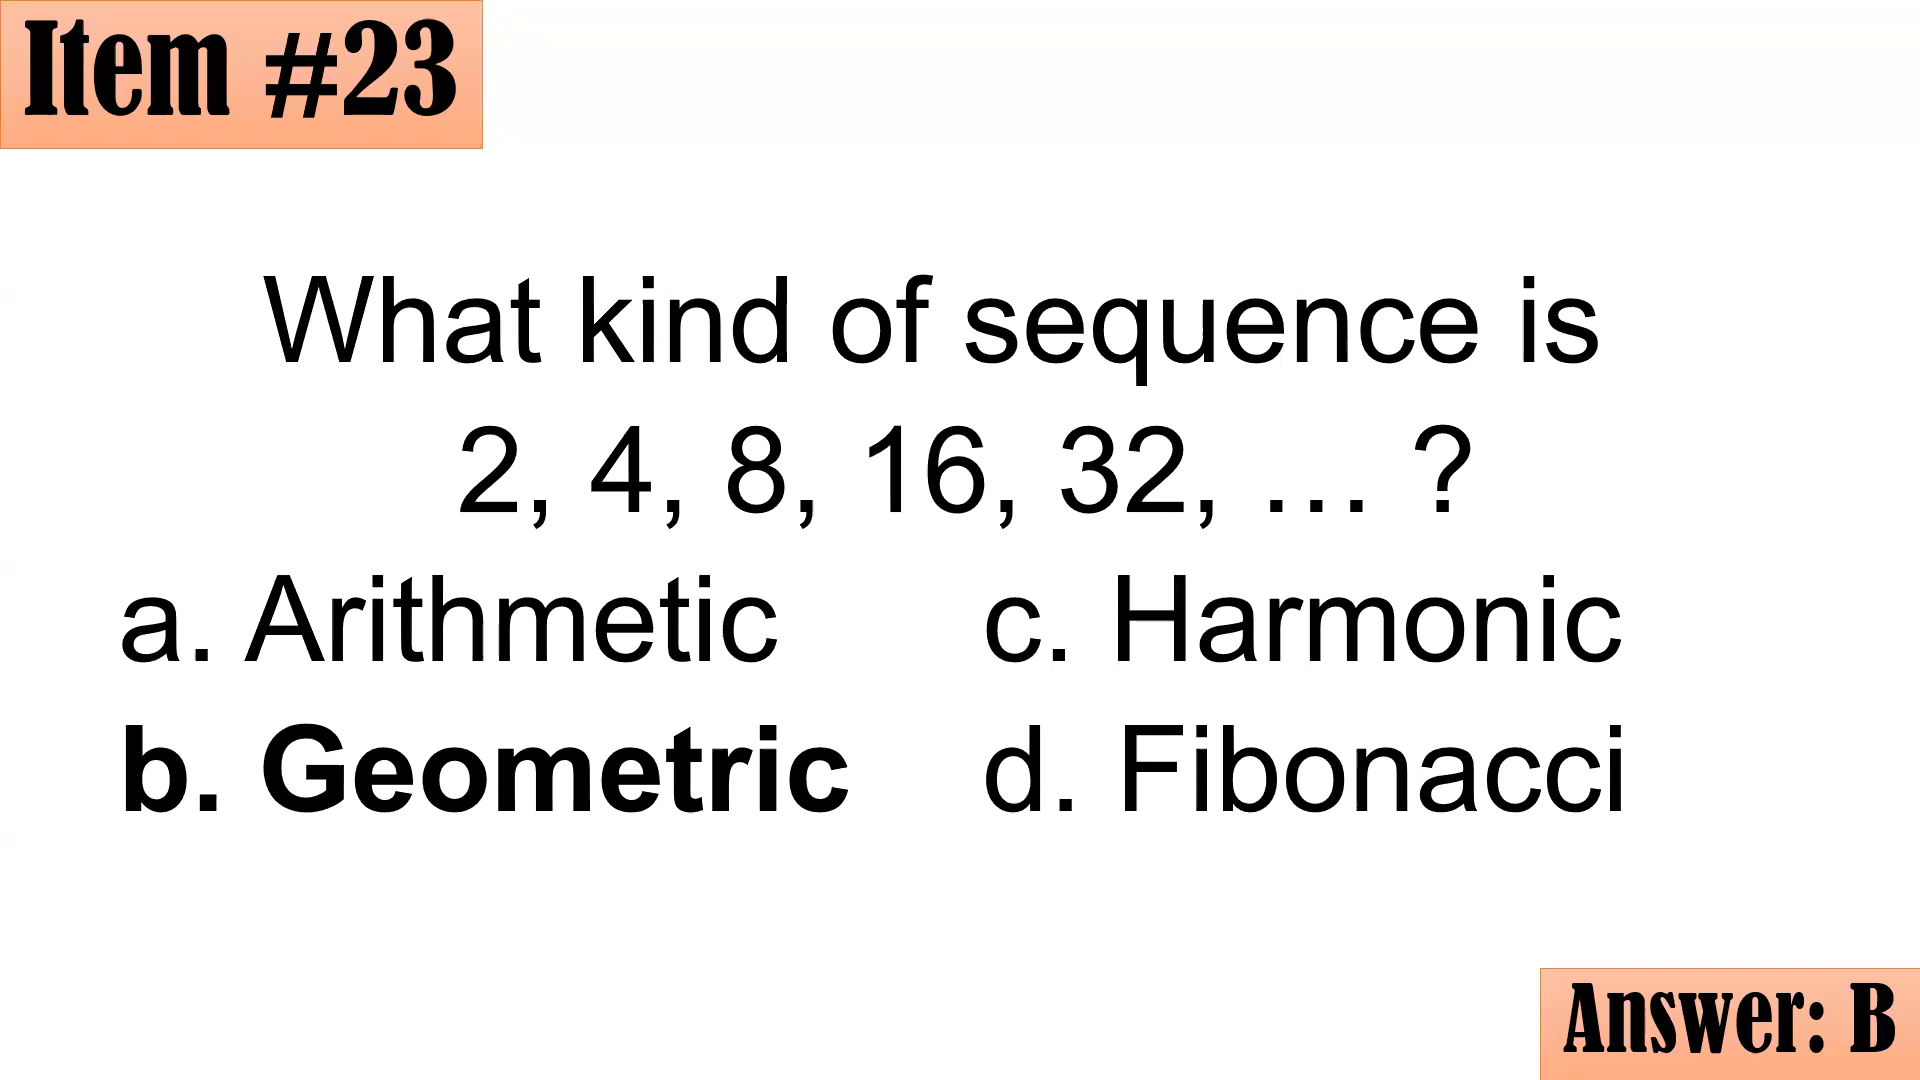 Item #23
What kind of sequence is
2, 4, 8, 16, 32, … ?
a. Arithmetic c. Harmonic
b. Geometric d. Fibonacci
Answer: B